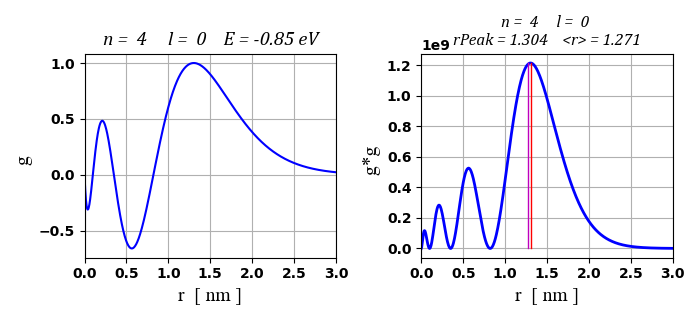 n = 4 l = 0 E = -0.85 eV
1.0
0.5
0.0
−0.5
g
0.0 0.5 1.0 1.5 2.0 2.5 3.0
r [ nm ]
n = 4 l = 0
rPeak = 1.304 <r> = 1.271
1e9
1.2
1.0
0.8
0.6
0.4
0.2
0.0
g*g
0.0 0.5 1.0 1.5 2.0 2.5 3.0
r [ nm ]